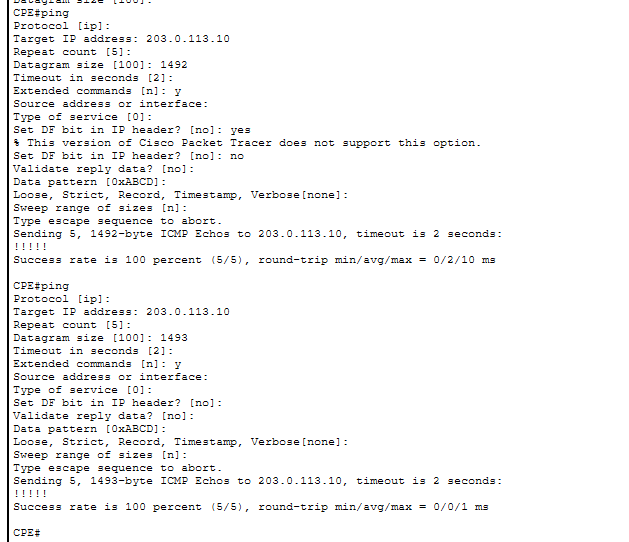 Datagram size [100]:
CPE#ping
Protocol [ip]:
Target IP address: 203.0.113.10
Repeat count [5]:
Datagram size [100]: 1492
Timeout in seconds [2]:
Extended commands [n]: y
Source address or interface:
Type of service [0]:
Set DF bit in IP header? [no]: yes
% This version of Cisco Packet Tracer does not support this option.
Set DF bit in IP header? [no]: no
Validate reply data? [no]:
Data pattern [0xABCD]:
Loose, Strict, Record, Timestamp, Verbose[none]:
Sweep range of sizes [n]:
Type escape sequence to abort.
Sending 5, 1492-byte ICMP Echos to 203.0.113.10, timeout is 2 seconds:
!!!!!
Success rate is 100 percent (5/5), round-trip min/avg/max = 0/2/10 ms
CPE#ping
Protocol [ip]:
Target IP address: 203.0.113.10
Repeat count [5]:
Datagram size [100]: 1493
Timeout in seconds [2]:
Extended commands [n]: y
Source address or interface:
Type of service [0]:
Set DF bit in IP header? [no]:
Validate reply data? [no]:
Data pattern [0xABCD]:
Loose, Strict, Record, Timestamp, Verbose[none]:
Sweep range of sizes [n]:
Type escape sequence to abort.
Sending 5, 1493-byte ICMP Echos to 203.0.113.10, timeout is 2 seconds:
!!!!!
Success rate is 100 percent (5/5), round-trip min/avg/max = 0/0/1 ms
CPE#